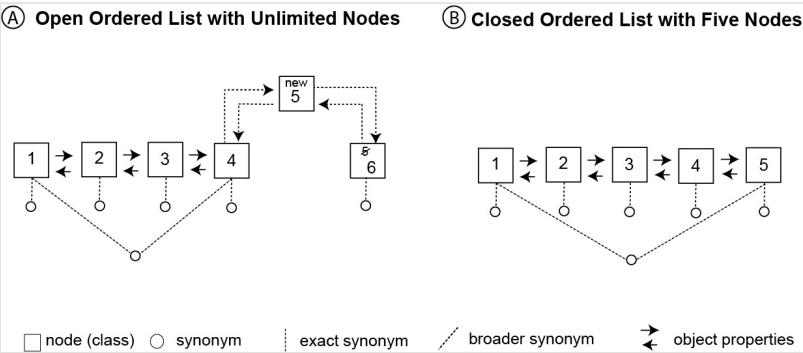 A Open Ordered List with Unlimited Nodes
B Closed Ordered List with Five Nodes
new
5
1 2 3 4
5
6
1 2 3 4 5
node (class) synonym exact synonym broader synonym object properties